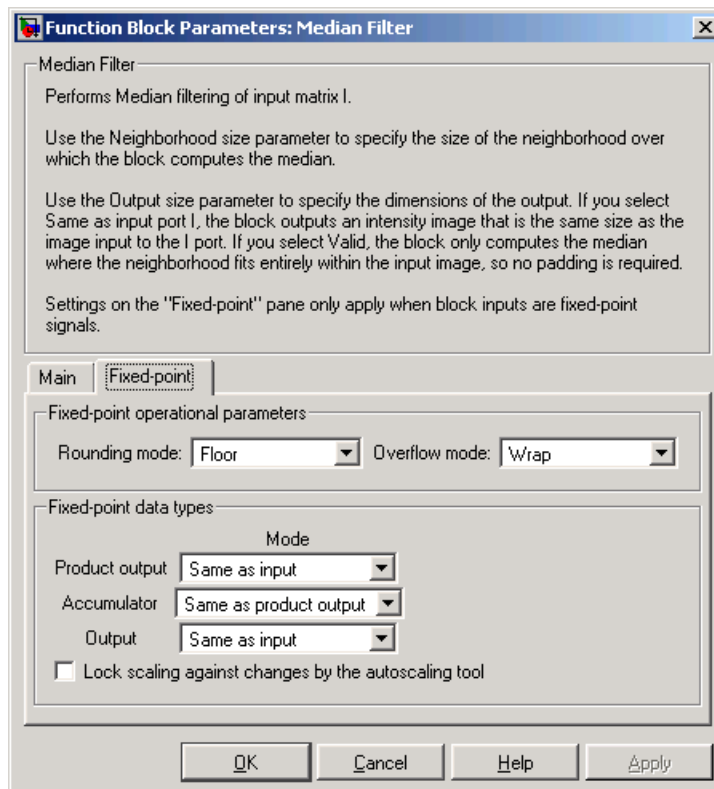 Function Block Parameters: Median Filter
Median Filter
Performs Median filtering of input matrix I.
Use the Neighborhood size parameter to specify the size of the neighborhood over
which the block computes the median.
Use the Output size parameter to specify the dimensions of the output. If you select
Same as input port I, the block outputs an intensity image that is the same size as the
image input to the I port. If you select Valid, the block only computes the median
where the neighborhood fits entirely within the input image, so no padding is required.
Settings on the "Fixed-point" pane only apply when block inputs are fixed-point
signals.
Main Fixed-point
Fixed-point operational parameters
Rounding mode: Floor Overflow mode: Wrap
Fixed-point data types
Mode
Product output Same as input
Accumulator Same as product output
Output Same as input
Lock scaling against changes by the autoscaling tool
OK Cancel Help Apply